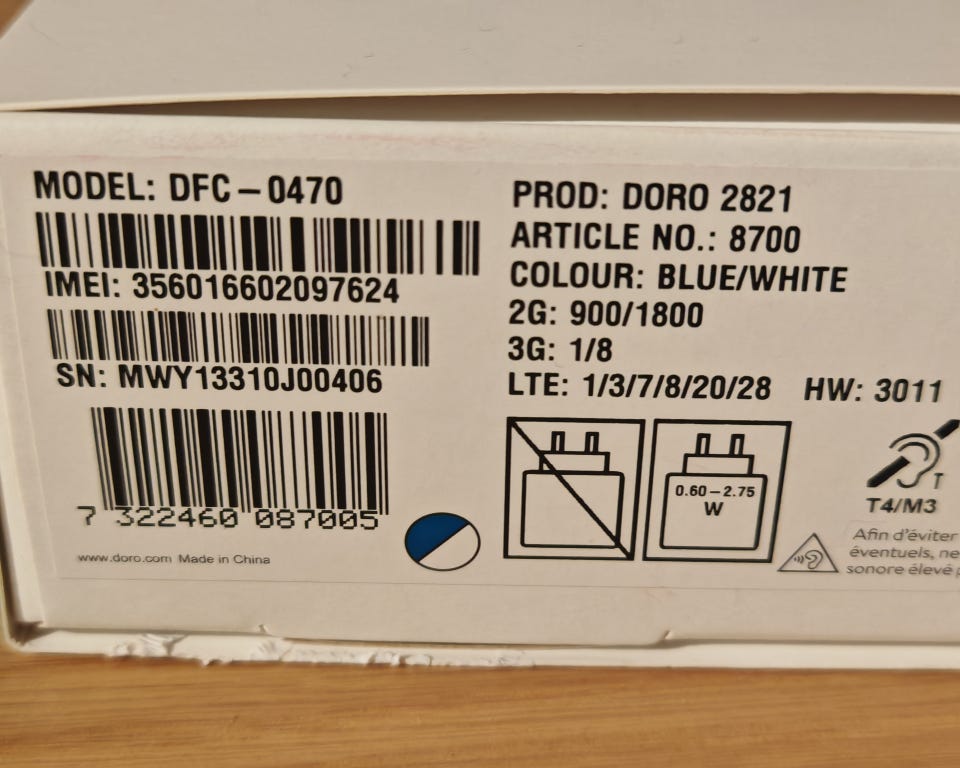 MODEL: DFC-0470
IMEI: 356016602097624
SN: MWY13310J00406
7 322460 087005
www.doro.com Made in China
PROD: DORO 2821
ARTICLE NO.: 8700
COLOUR: BLUE/WHITE
2G: 900/1800
3G: 1/8
LTE: 1/3/7/8/20/28 HW: 3011
0.60-2.75
W
T
T4/M3
Afin d'éviter
éventuels, ne
sonore élevé